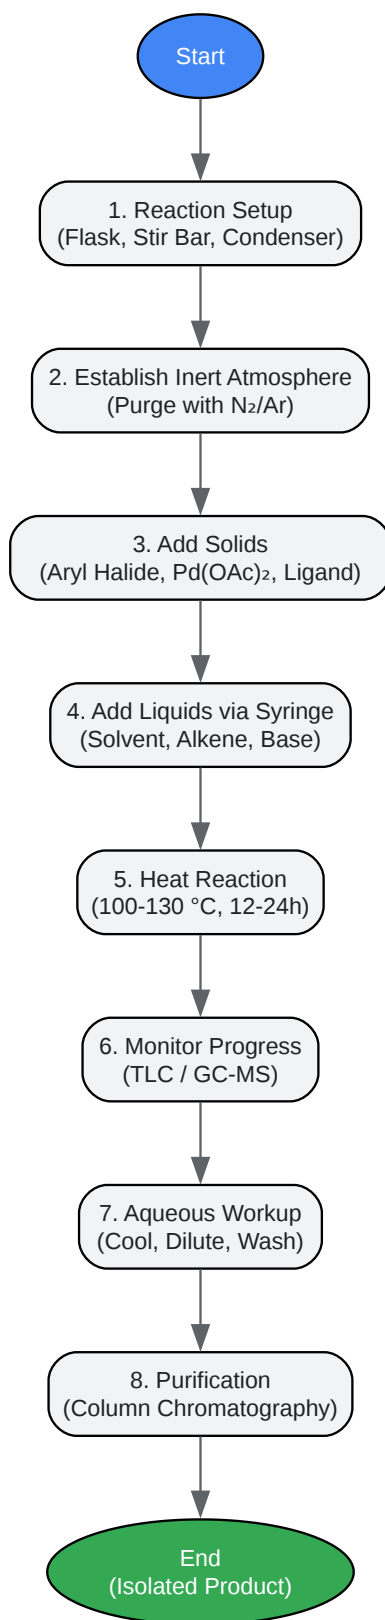 Start
1. Reaction Setup
(Flask, Stir Bar, Condenser)
2. Establish Inert Atmosphere
(Purge with N₂/Ar)
3. Add Solids
(Aryl Halide, Pd(OAc)₂, Ligand)
4. Add Liquids via Syringe
(Solvent, Alkene, Base)
5. Heat Reaction
(100-130 °C, 12-24h)
6. Monitor Progress
(TLC / GC-MS)
7. Aqueous Workup
(Cool, Dilute, Wash)
8. Purification
(Column Chromatography)
End
(Isolated Product)